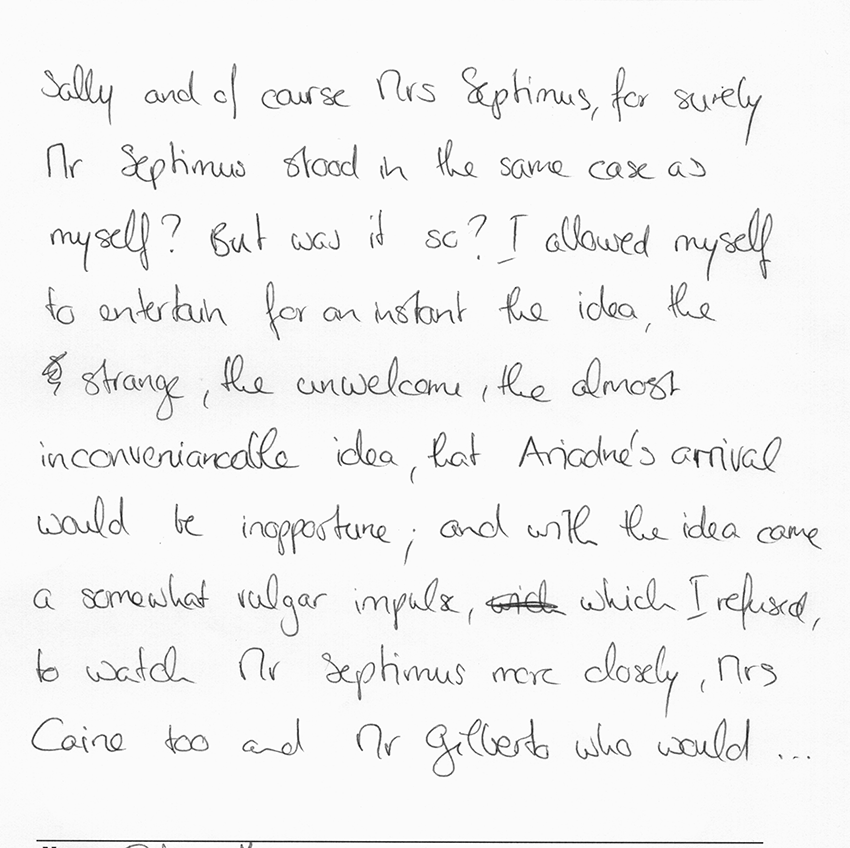 Sally and of course Mrs Septimus, for surely
Mr Septimus stood in the same case as
myself? But was it so? I allowed myself
to entertain for an instant the idea, the
strange, the unwelcome, the almost
inconveniancable idea, that Ariadne's arrival
would be inopportune; and with the idea came
a somewhat vulgar impulse, which I refused,
to watch Mr Septimus more closely, Mrs
Caine too and Mr Gilberto who would ...